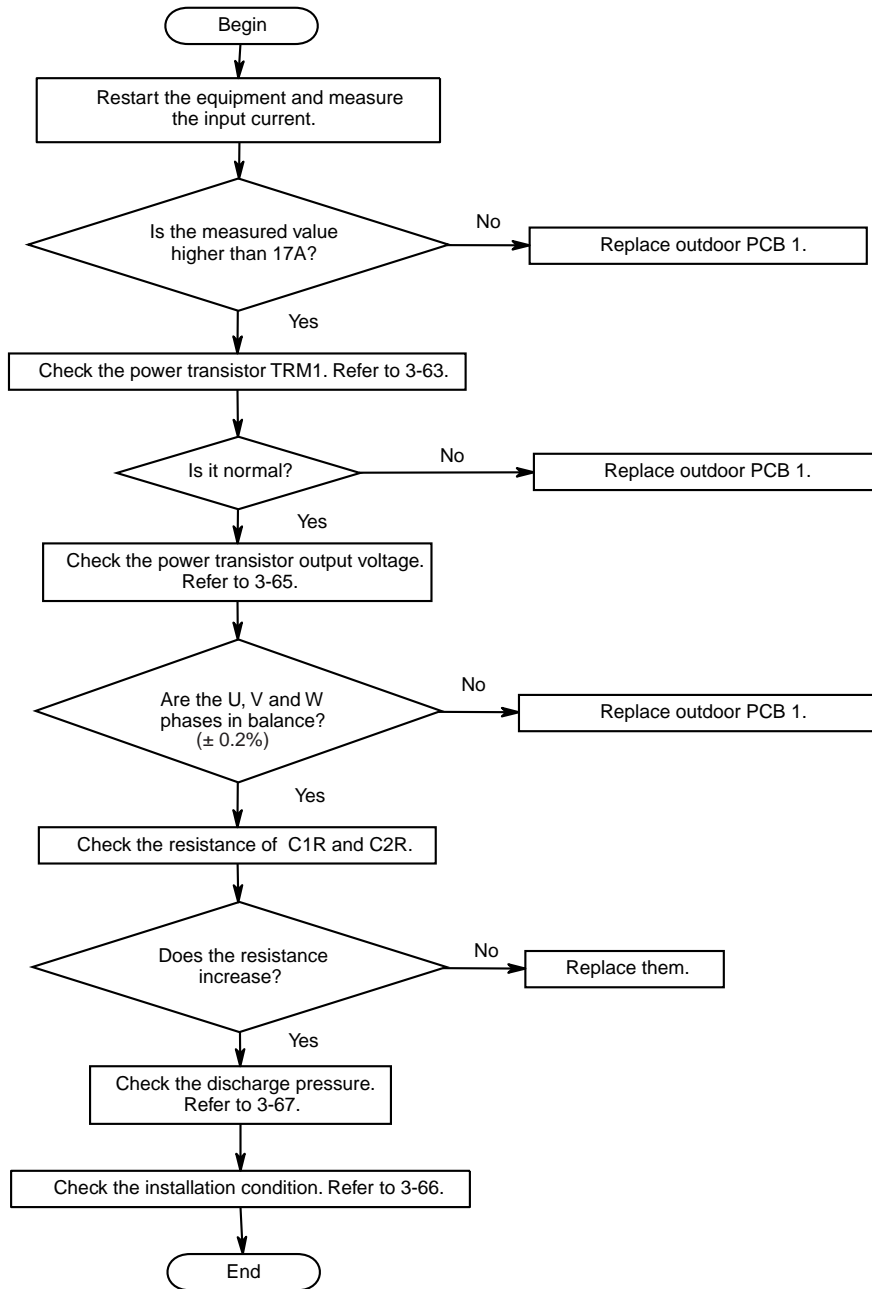 Begin
Restart the equipment and measure
the input current.
Is the measured value
higher than 17A?
No
Replace outdoor PCB 1.
Yes
Check the power transistor TRM1. Refer to 3-63.
Is it normal?
No
Replace outdoor PCB 1.
Yes
Check the power transistor output voltage.
Refer to 3-65.
Are the U, V and W
phases in balance?
(± 0.2%)
No
Replace outdoor PCB 1.
Yes
Check the resistance of C1R and C2R.
Does the resistance
increase?
No
Replace them.
Yes
Check the discharge pressure.
Refer to 3-67.
Check the installation condition. Refer to 3-66.
End